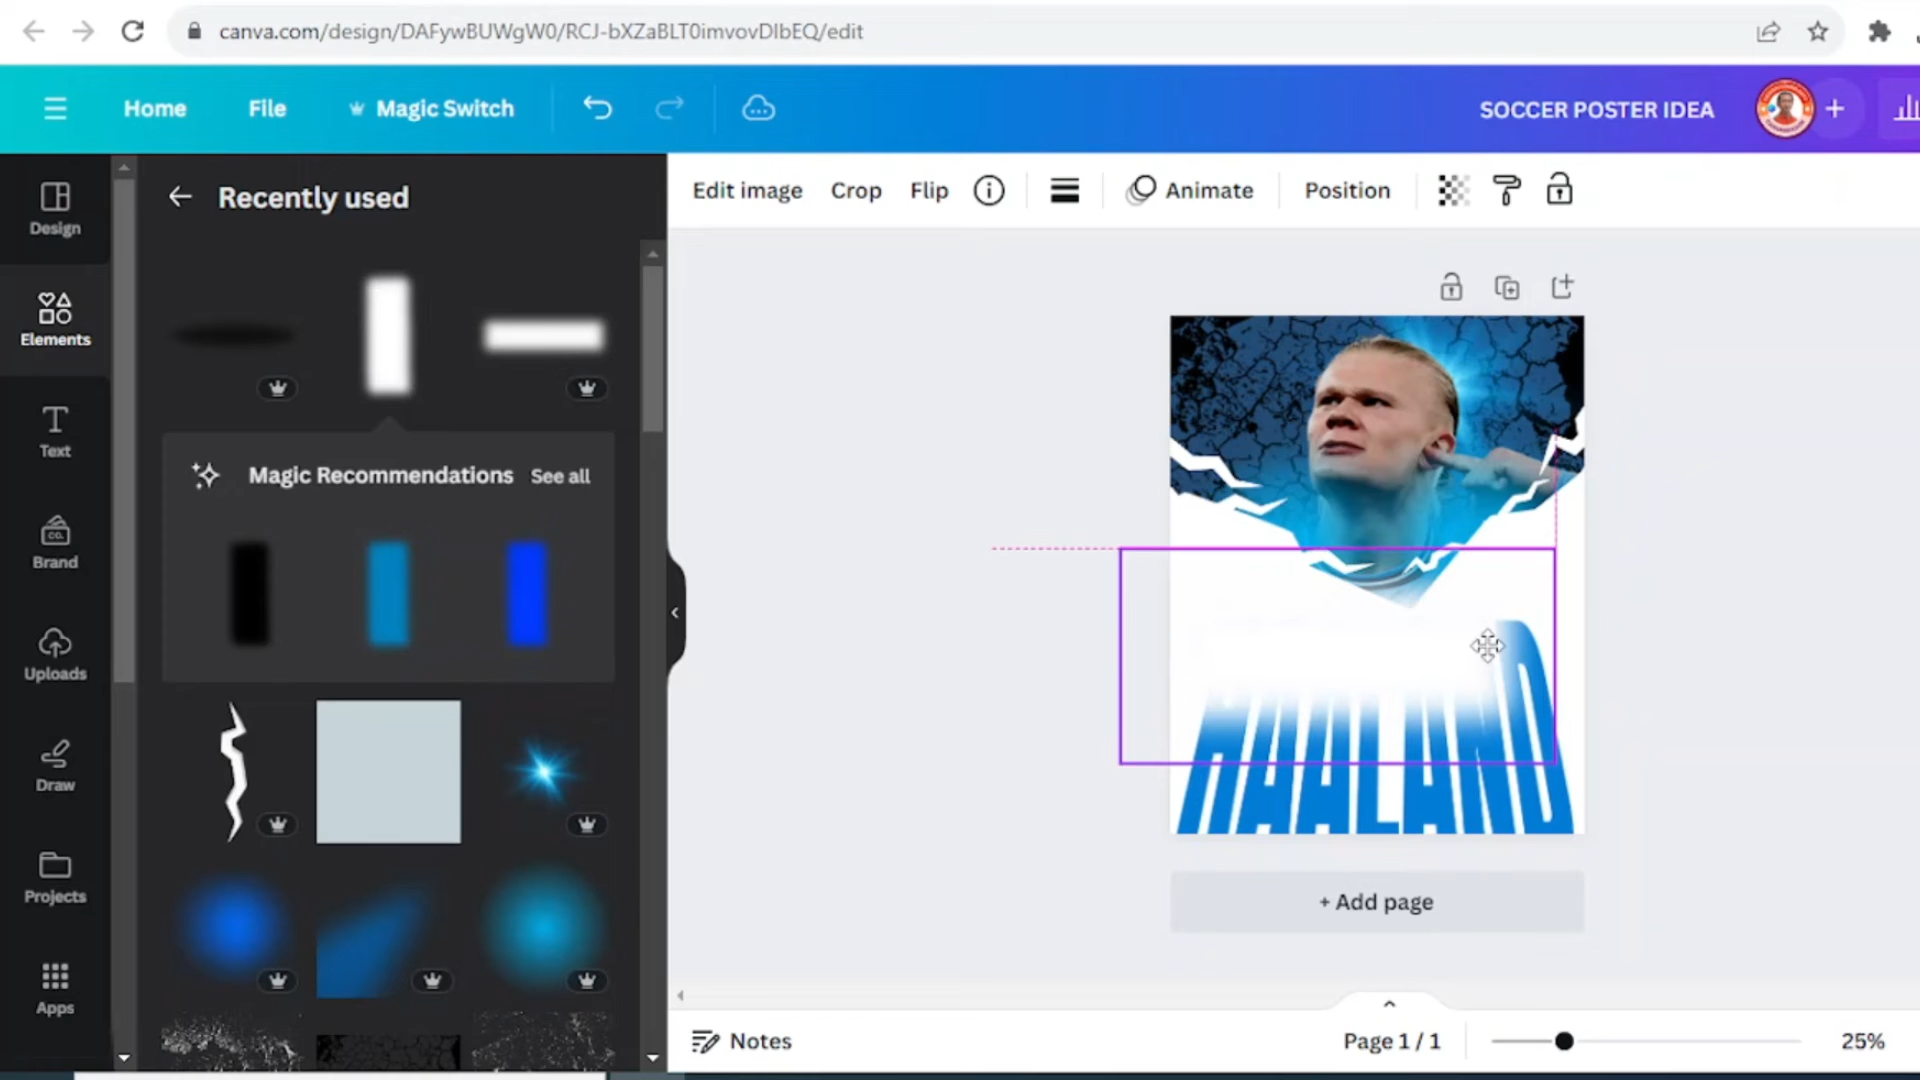 canva.com/design/DAFywBUWgW0/RCJ-bXZaBLT0imvovDlbEQ/edit
Home File Magic Switch SOCCER POSTER IDEA
Design
Elements
Text
Brand
Uploads
Draw
Projects
Apps
Recently used
Magic Recommendations See all
Edit image Crop Flip Animate Position
HAALAND
+ Add page
Notes Page 1 / 1 25%